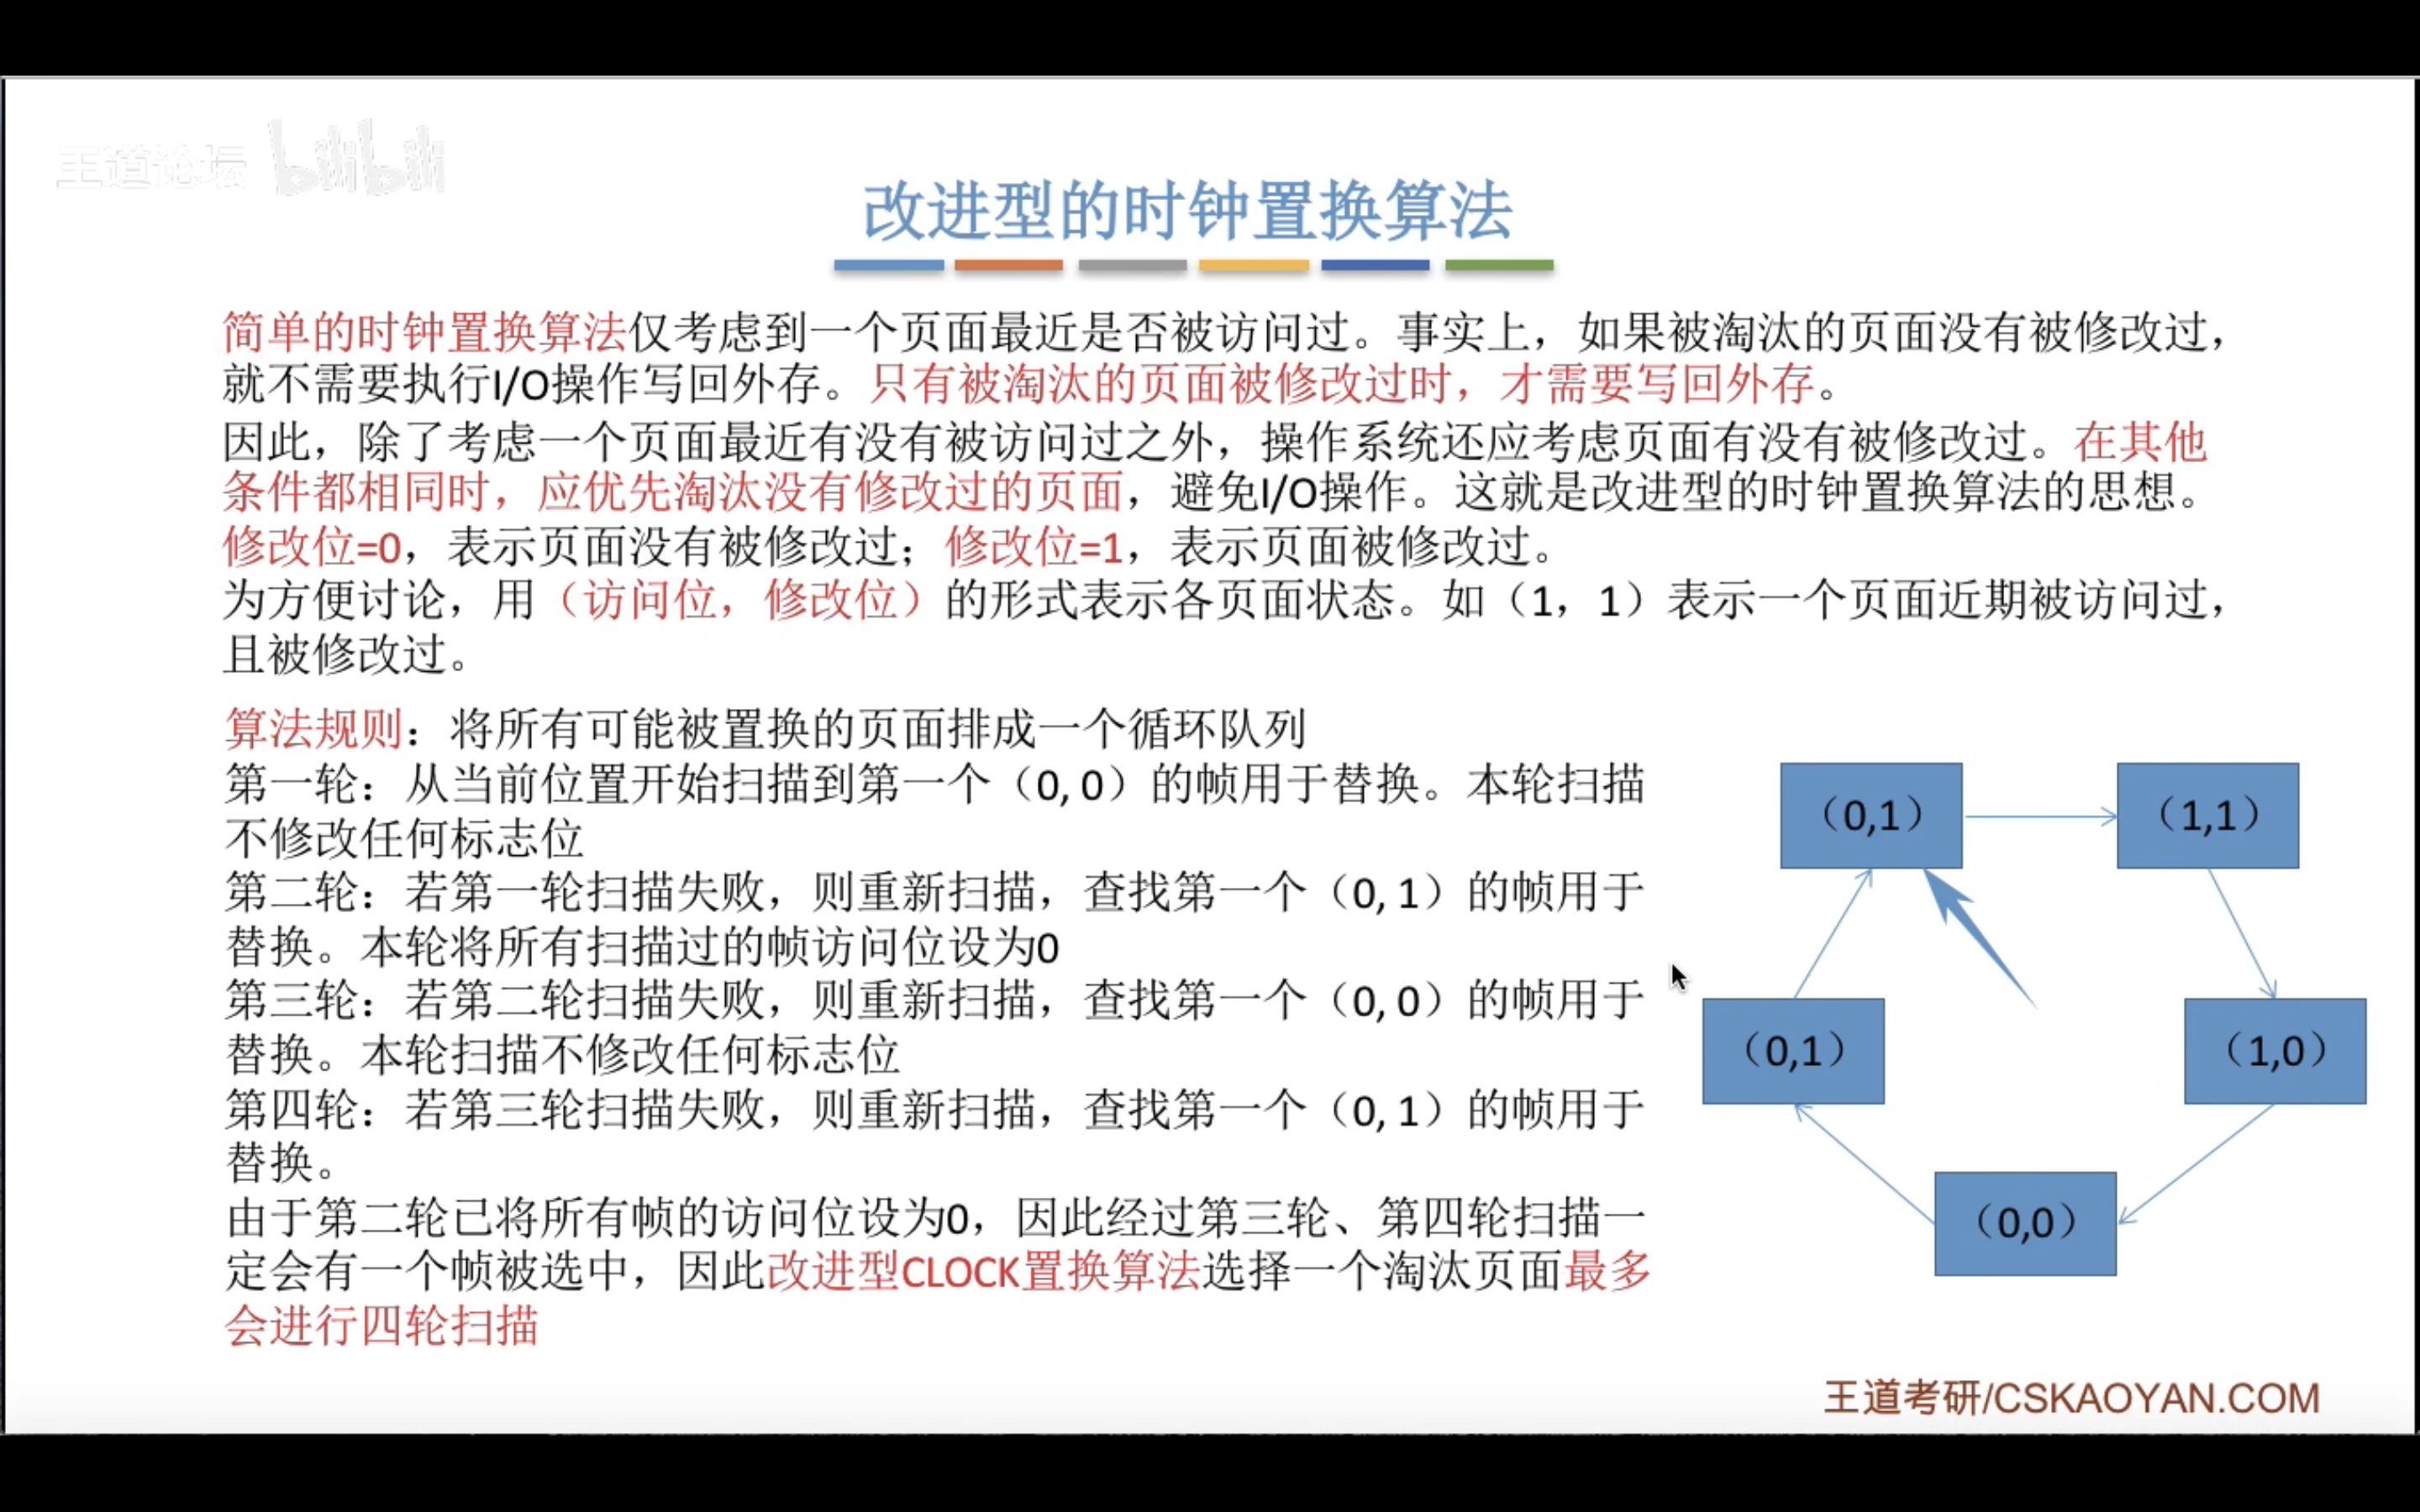 王道论坛 bilibili
改进型的时钟置换算法
简单的时钟置换算法仅考虑到一个页面最近是否被访问过。事实上，如果被淘汰的页面没有被修改过，
就不需要执行I/O操作写回外存。只有被淘汰的页面被修改过时，才需要写回外存。
因此，除了考虑一个页面最近有没有被访问过之外，操作系统还应考虑页面有没有被修改过。在其他
条件都相同时，应优先淘汰没有修改过的页面，避免I/O操作。这就是改进型的时钟置换算法的思想。
修改位=0，表示页面没有被修改过；修改位=1，表示页面被修改过。
为方便讨论，用（访问位，修改位）的形式表示各页面状态。如（1，1）表示一个页面近期被访问过，
且被修改过。
算法规则：将所有可能被置换的页面排成一个循环队列
第一轮：从当前位置开始扫描到第一个（0, 0）的帧用于替换。本轮扫描
不修改任何标志位
第二轮：若第一轮扫描失败，则重新扫描，查找第一个（0, 1）的帧用于
替换。本轮将所有扫描过的帧访问位设为0
第三轮：若第二轮扫描失败，则重新扫描，查找第一个（0, 0）的帧用于
替换。本轮扫描不修改任何标志位
第四轮：若第三轮扫描失败，则重新扫描，查找第一个（0, 1）的帧用于
替换。
由于第二轮已将所有帧的访问位设为0，因此经过第三轮、第四轮扫描一
定会有一个帧被选中，因此改进型CLOCK置换算法选择一个淘汰页面最多
会进行四轮扫描
（0,1）
（1,1）
（0,1）
（1,0）
（0,0）
王道考研/CSKAOYAN.COM